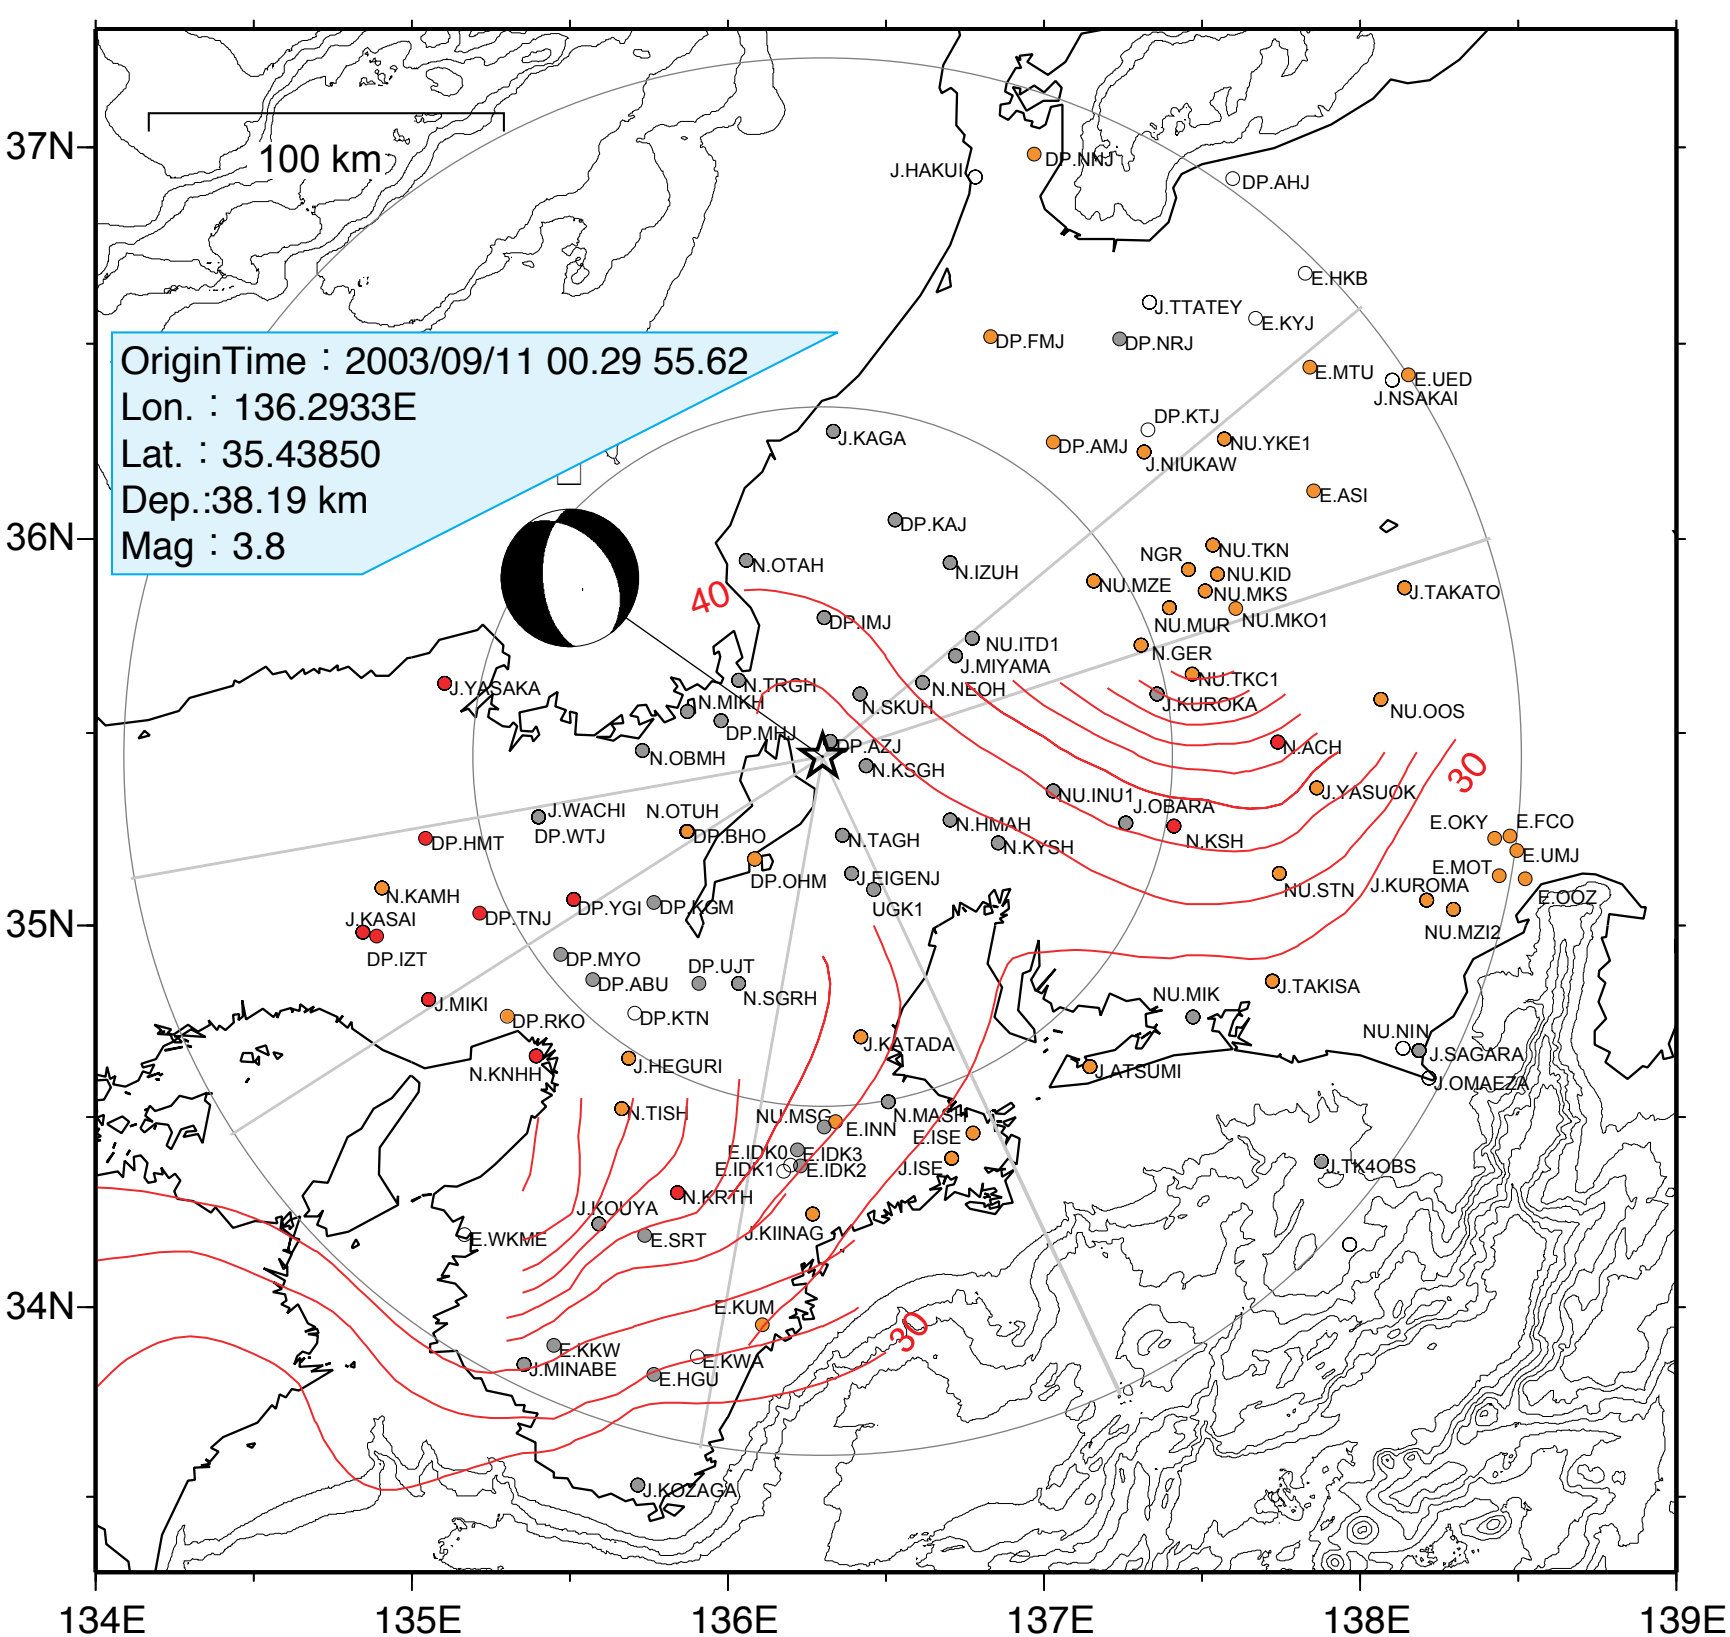 37N
100 km
J.HAKUI
DP.NNJ
DP.AHJ
E.HKB
J.TTATEY
E.KYJ
DP.FMJ
DP.NRJ
OriginTime : 2003/09/11 00.29 55.62
Lon. : 136.2933E
Lat. : 35.43850
Dep.:38.19 km
Mag : 3.8
E.MTU
E.UED
J.NSAKAI
DP.KTJ
J.KAGA
DP.AMJ
NU.YKE1
J.NIUKAW
E.ASI
DP.KAJ
36N
NGR
NU.TKN
N.OTAH
N.IZUH
NU.KID
NU.MZE
NU.MKS
J.TAKATO
40
DP.IMJ
NU.MUR
NU.MKO1
NU.ITD1
J.MIYAMA
N.GER
J.YASAKA
N.TRGH
N.NEOH
NU.TKC1
N.MIKH
N.SKUH
J.KUROKA
NU.OOS
DP.MHJ
DP.AZJ
N.ACH
N.OBMH
N.KSGH
30
J.WACHI
N.OTUH
NU.INU1
J.OBARA
J.YASUOK
DP.HMT
DP.WTJ
DP.BHO
N.TAGH
N.HMAH
N.KYSH
N.KSH
E.OKY
E.FCO
E.UMJ
E.MOT
N.KAMH
DP.OHM
J.EIGENJ
NU.STN
J.KUROMA
E.OOZ
J.KASAI
DP.TNJ
DP.YGI
DP.KGM
UGK1
35N
NU.MZI2
DP.IZT
DP.MYO
DP.UJT
DP.ABU
N.SGRH
J.TAKISA
J.MIKI
NU.MIK
DP.RKO
DP.KTN
NU.NIN
J.KATADA
J.SAGARA
N.KNHH
J.HEGURI
J.ATSUMI
J.OMAEZA
N.TISH
NU.MSG
E.INN
N.MASH
E.ISE
E.IDK0
E.IDK3
E.IDK1
E.IDK2
J.ISE
J.TK4OBS
N.KRTH
J.KOUYA
E.WKME
E.SRT
J.KIINAG
34N
E.KUM
30
E.KKW
J.MINABE
E.KWA
E.HGU
J.KOZAGA
134E
135E
136E
137E
138E
139E